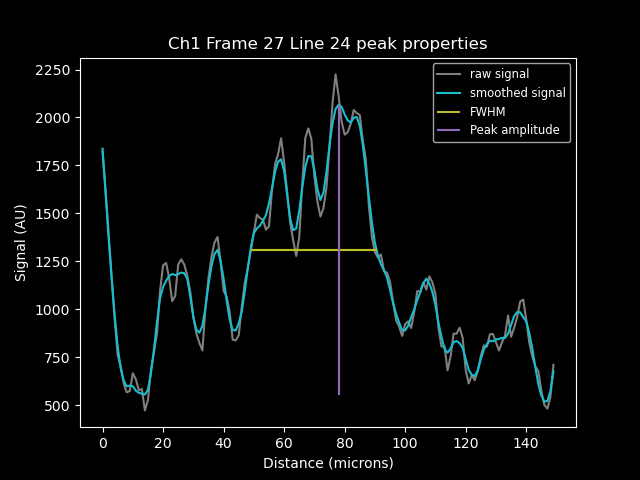 Ch1 Frame 27 Line 24 peak properties
raw signal
smoothed signal
FWHM
Peak amplitude
2250
2000
1750
1500
1250
1000
750
500
Signal (AU)
0 20 40 60 80 100 120 140
Distance (microns)